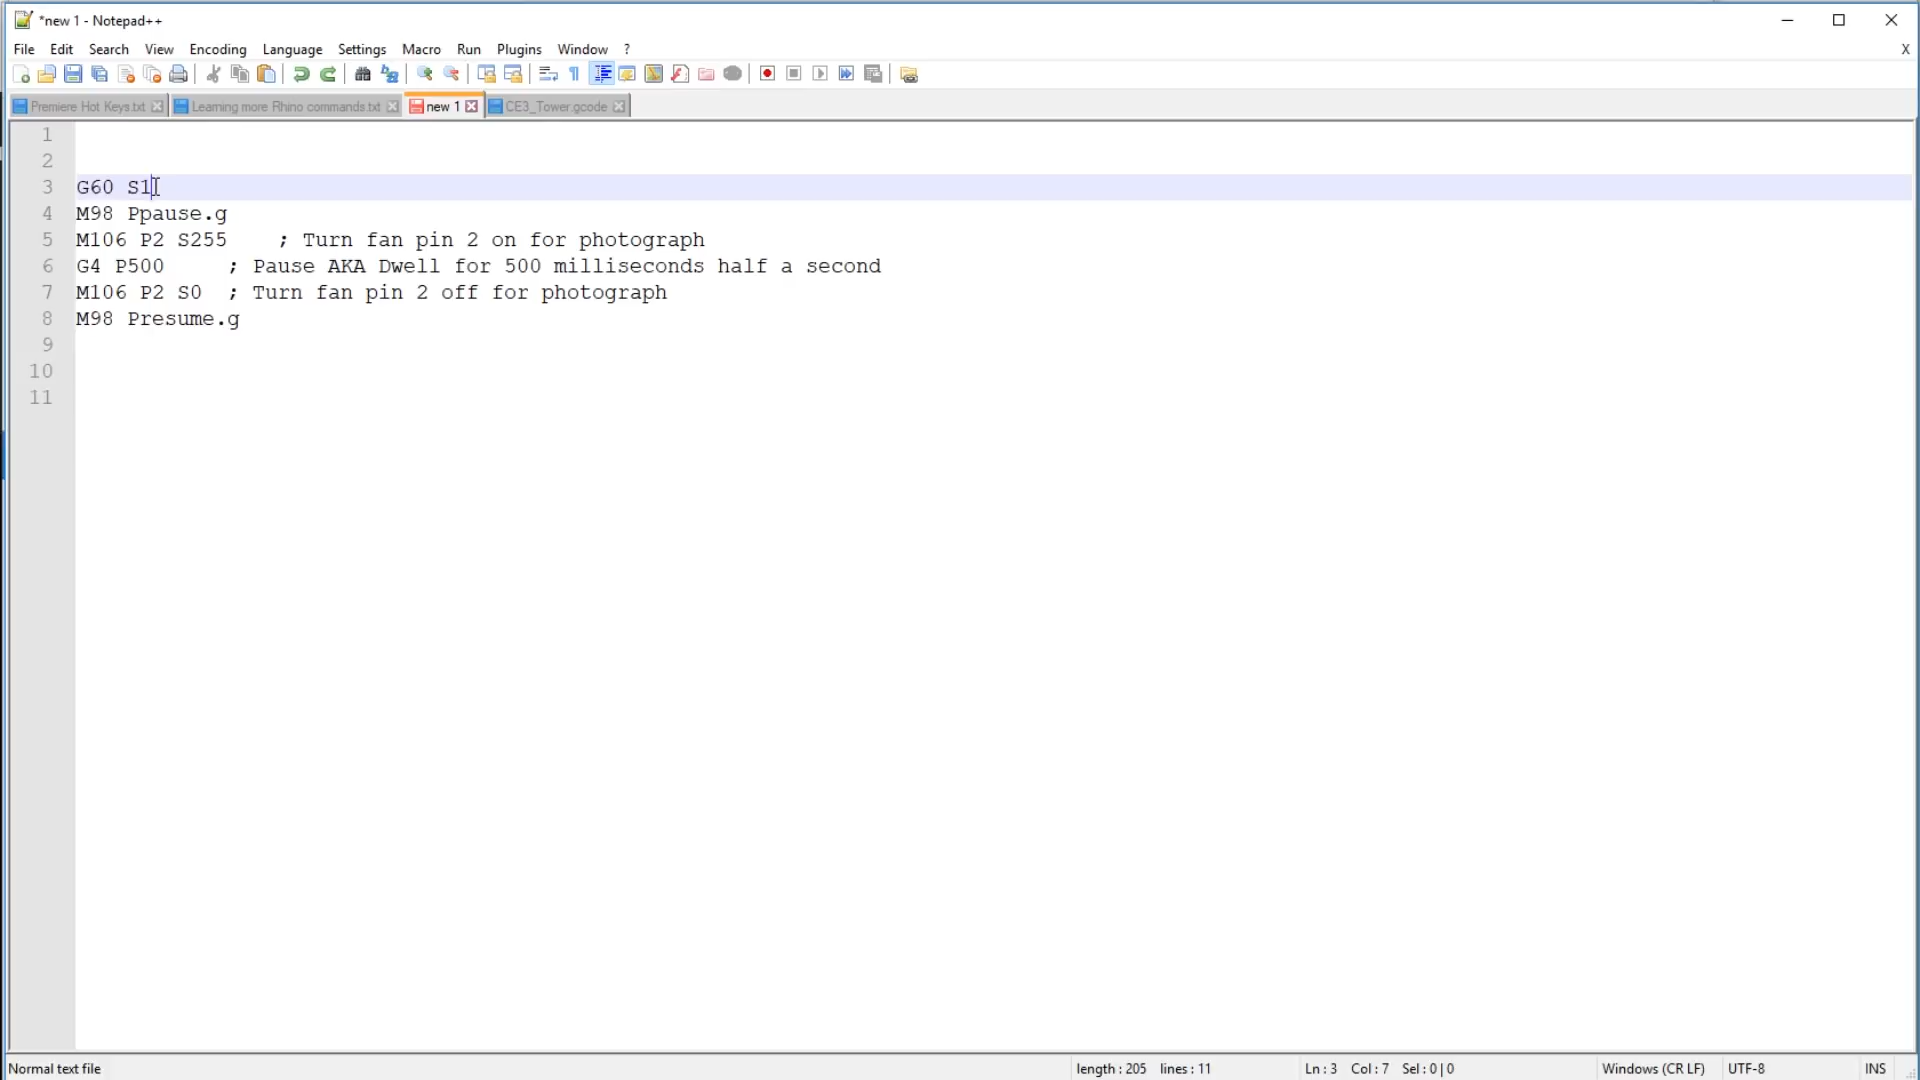 *new 1 - Notepad++
File Edit Search View Encoding Language Settings Macro Run Plugins Window ? X
Premiere Hot Keys.txt Learning more Rhino commands.txt new 1 CE3_Tower.gcode
1
2
3 G60 S1
4 M98 Ppause.g
5 M106 P2 S255    ; Turn fan pin 2 on for photograph
6 G4 P500     ; Pause AKA Dwell for 500 milliseconds half a second
7 M106 P2 S0  ; Turn fan pin 2 off for photograph
8 M98 Presume.g
9
10
11
Normal text file length : 205 lines : 11 Ln : 3 Col : 7 Sel : 0 | 0 Windows (CR LF) UTF-8 INS